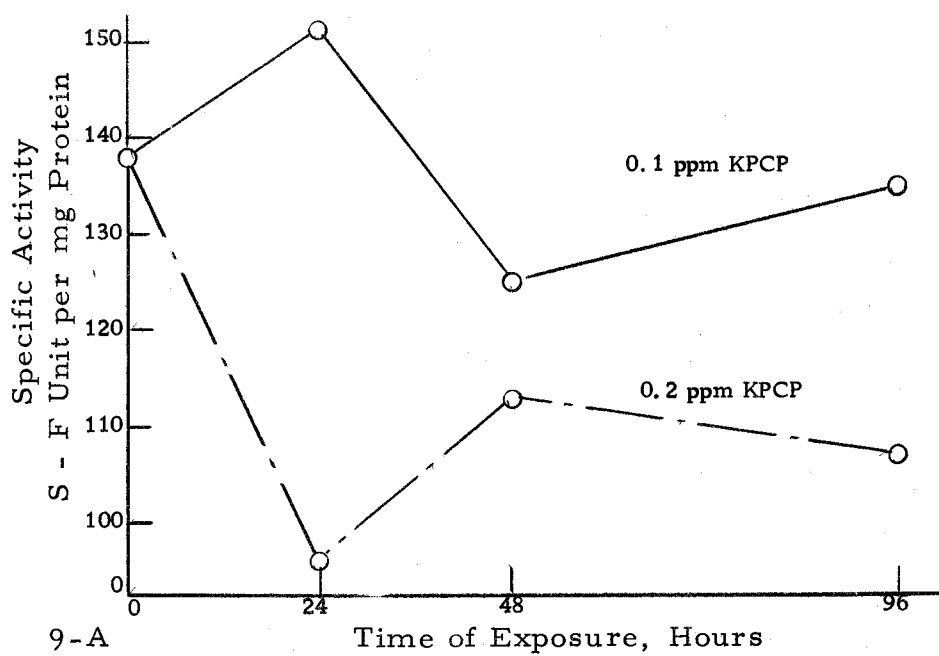 Specific Activity
S - F Unit per mg Protein
150
140
130
120
110
100
0
0.1 ppm KPCP
0.2 ppm KPCP
0 24 48 96
9-A Time of Exposure, Hours